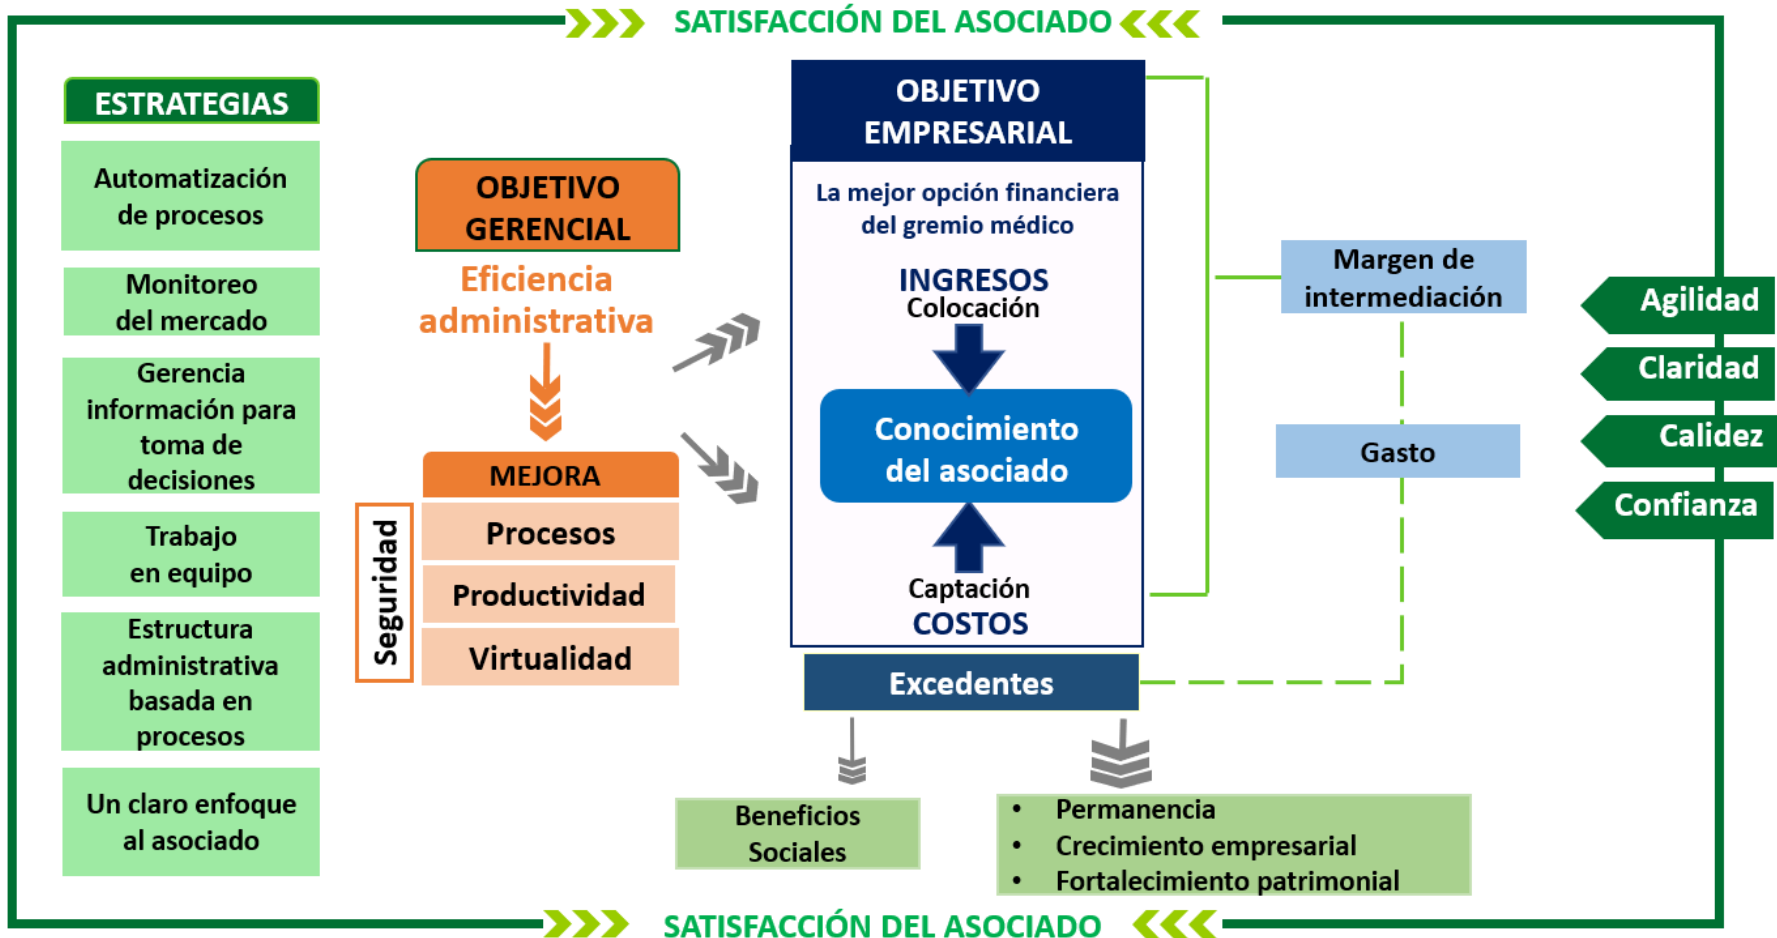 SATISFACCIÓN DEL ASOCIADO
ESTRATEGIAS
Automatización
de procesos
Monitoreo
del mercado
Gerencia
información para
toma de
decisiones
Trabajo
en equipo
Estructura
administrativa
basada en
procesos
Un claro enfoque
al asociado
OBJETIVO
GERENCIAL
Eficiencia
administrativa
MEJORA
Seguridad
Procesos
Productividad
Virtualidad
OBJETIVO
EMPRESARIAL
La mejor opción financiera
del gremio médico
INGRESOS
Colocación
Conocimiento
del asociado
Captación
COSTOS
Excedentes
Beneficios
Sociales
• Permanencia
• Crecimiento empresarial
• Fortalecimiento patrimonial
Margen de
intermediación
Gasto
Agilidad
Claridad
Calidez
Confianza
SATISFACCIÓN DEL ASOCIADO